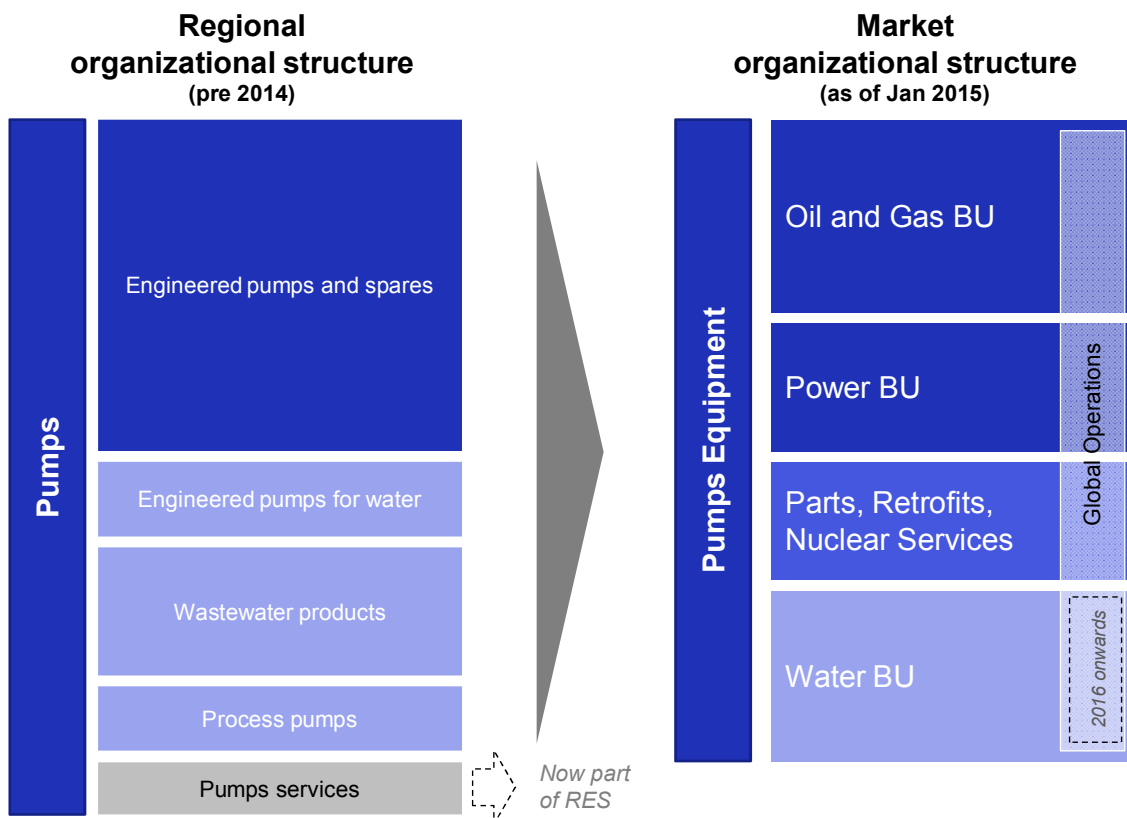 Regional
organizational structure
(pre 2014)
Pumps
Engineered pumps and spares
Engineered pumps for water
Wastewater products
Process pumps
Pumps services
Now part
of RES
Market
organizational structure
(as of Jan 2015)
Pumps Equipment
Oil and Gas BU
Power BU
Parts, Retrofits,
Nuclear Services
Water BU
Global Operations
2016 onwards